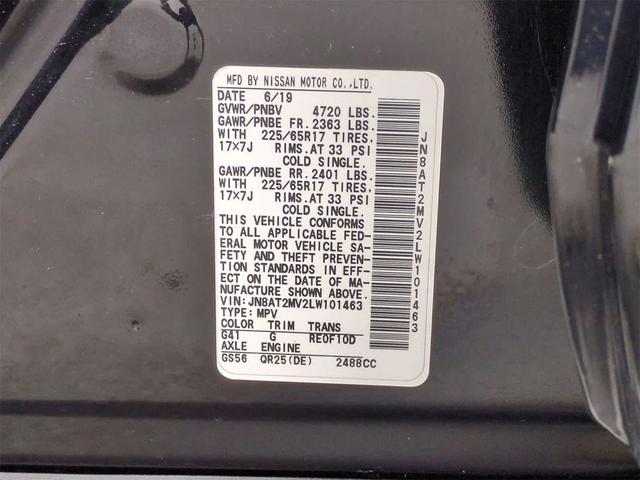 MFD BY NISSAN MOTOR CO.,LTD.
DATE 6/19
GVWR/PNBV 4720 LBS.
GAWR/PNBE FR.2363 LBS.
WITH 225/65R17 TIRES,
17×7J RIMS.AT 33 PSI
COLD SINGLE.
GAWR/PNBE RR.2401 LBS.
WITH 225/65R17 TIRES,
17×7J RIMS.AT 33 PSI
COLD SINGLE.
THIS VEHICLE CONFORMS
TO ALL APPLICABLE FED-
ERAL MOTOR VEHICLE SA-
FETY AND THEFT PREVEN-
TION STANDARDS IN EFF-
ECT ON THE DATE OF MA-
NUFACTURE SHOWN ABOVE.
VIN:JN8AT2MV2LW101463
TYPE:MPV
COLOR TRIM TRANS
G41 G RE0F10D
AXLE ENGINE
GS56 QR25(DE) 2488CC
JN8AT2MV2LW101463